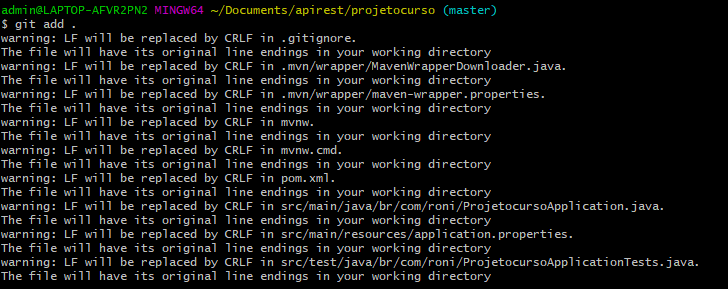 admin@LAPTOP-AFVR2PN2 MINGW64 ~/Documents/apirest/projetocurso (master)
$ git add .
warning: LF will be replaced by CRLF in .gitignore.
The file will have its original line endings in your working directory
warning: LF will be replaced by CRLF in .mvn/wrapper/MavenWrapperDownloader.java.
The file will have its original line endings in your working directory
warning: LF will be replaced by CRLF in .mvn/wrapper/maven-wrapper.properties.
The file will have its original line endings in your working directory
warning: LF will be replaced by CRLF in mvnw.
The file will have its original line endings in your working directory
warning: LF will be replaced by CRLF in mvnw.cmd.
The file will have its original line endings in your working directory
warning: LF will be replaced by CRLF in pom.xml.
The file will have its original line endings in your working directory
warning: LF will be replaced by CRLF in src/main/java/br/com/roni/ProjetocursoApplication.java.
The file will have its original line endings in your working directory
warning: LF will be replaced by CRLF in src/main/resources/application.properties.
The file will have its original line endings in your working directory
warning: LF will be replaced by CRLF in src/test/java/br/com/roni/ProjetocursoApplicationTests.java.
The file will have its original line endings in your working directory